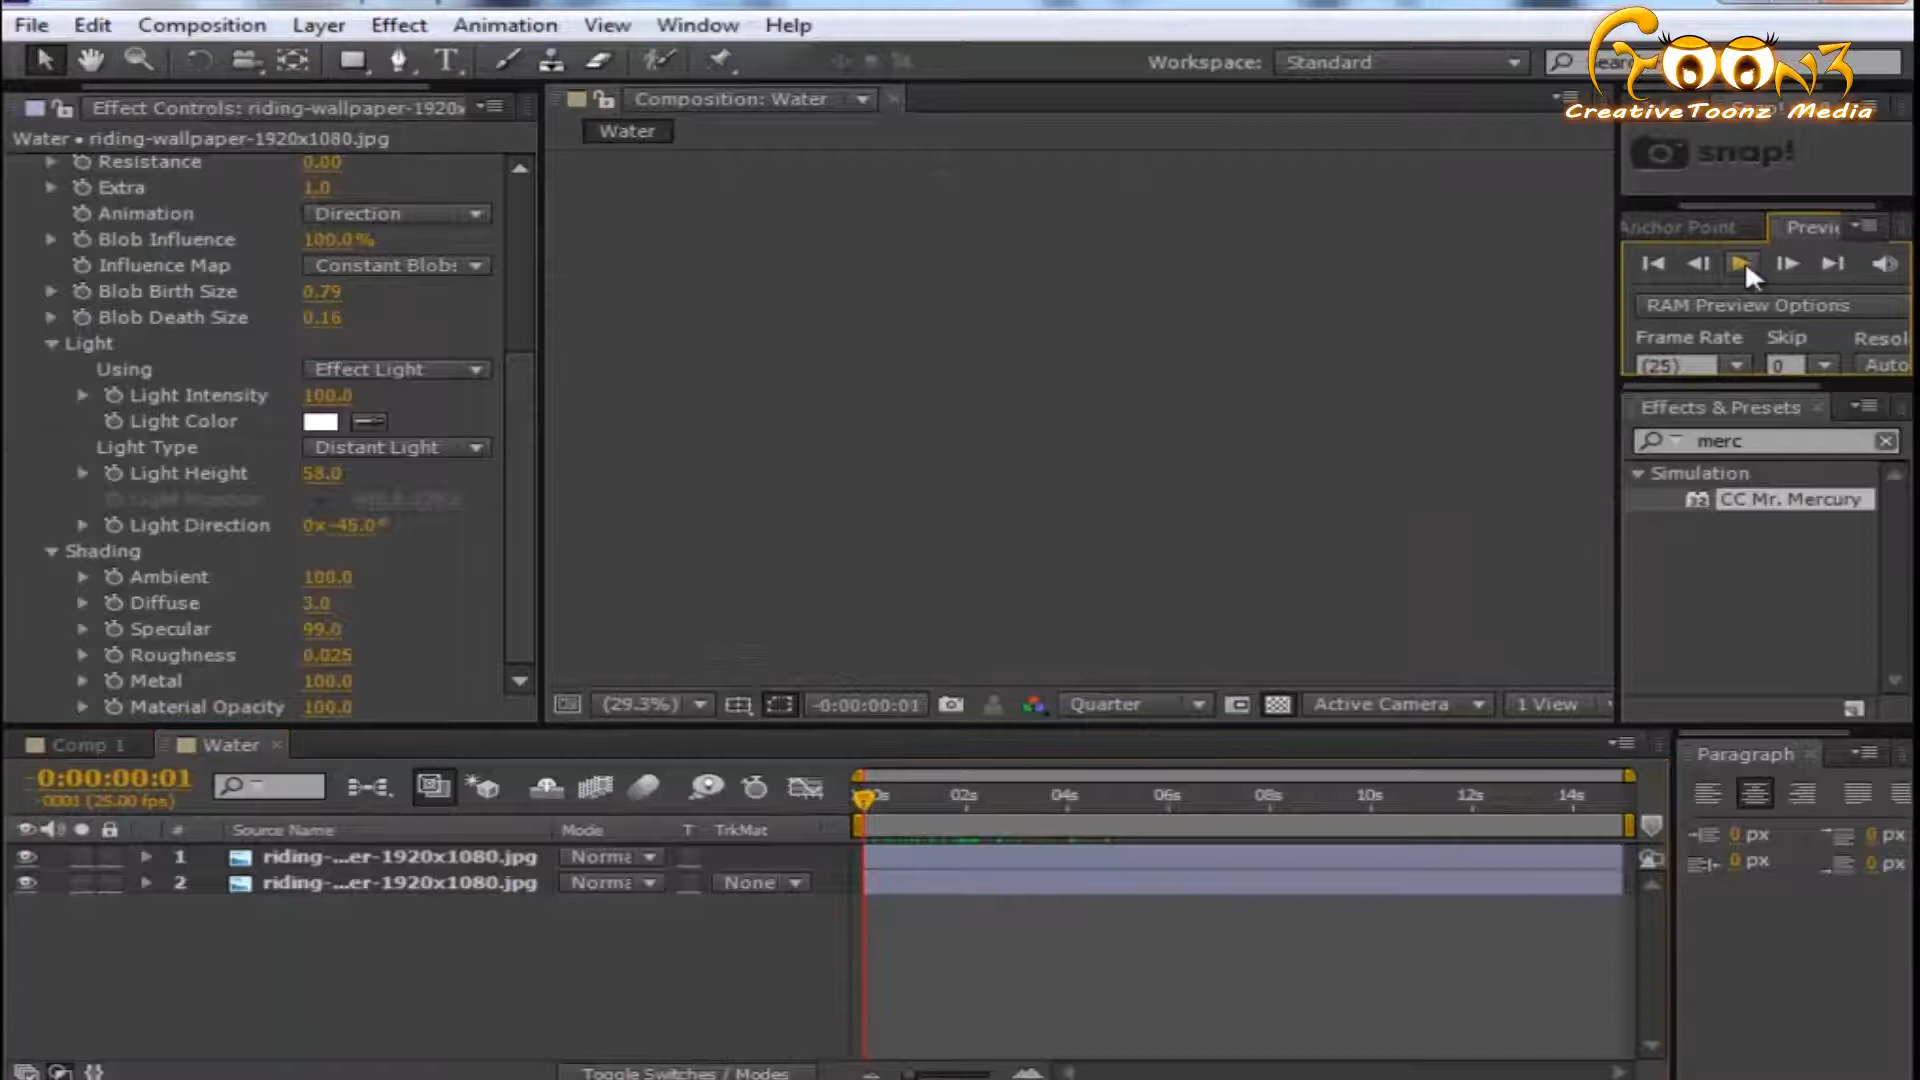 File Edit Composition Layer Effect Animation View Window Help
Workspace: Standard
TOONZ
CreativeToonz Media
Effect Controls: riding-wallpaper-1920x
Composition: Water
Water • riding-wallpaper-1920x1080.jpg
Water
snap!
Resistance 0.00
Extra 1.0
Animation Direction
Blob Influence 100.0%
Influence Map Constant Blob:
Blob Birth Size 0.79
Blob Death Size 0.16
Light
Using Effect Light
Light Intensity 100.0
Light Color
Light Type Distant Light
Light Height 58.0
Light Direction 0x -45.0°
Shading
Ambient 100.0
Diffuse 3.0
Specular 99.0
Roughness 0.025
Metal 100.0
Material Opacity 100.0
Anchor Point Previ
RAM Preview Options
Frame Rate Skip Resol
(25) 0 Auto
Effects & Presets
merc
Simulation
CC Mr. Mercury
(29.3%) -0:00:00:01 Quarter Active Camera 1 View
Comp 1 Water
-0:00:00:01
-0001 (25.00 fps)
02s 04s 06s 08s 10s 12s 14s
# Source Name Mode T TrkMat
1 riding-...er-1920x1080.jpg Norma
2 riding-...er-1920x1080.jpg Norma None
Toggle Switches / Modes
Paragraph
0 px 0 px
0 px 0 px